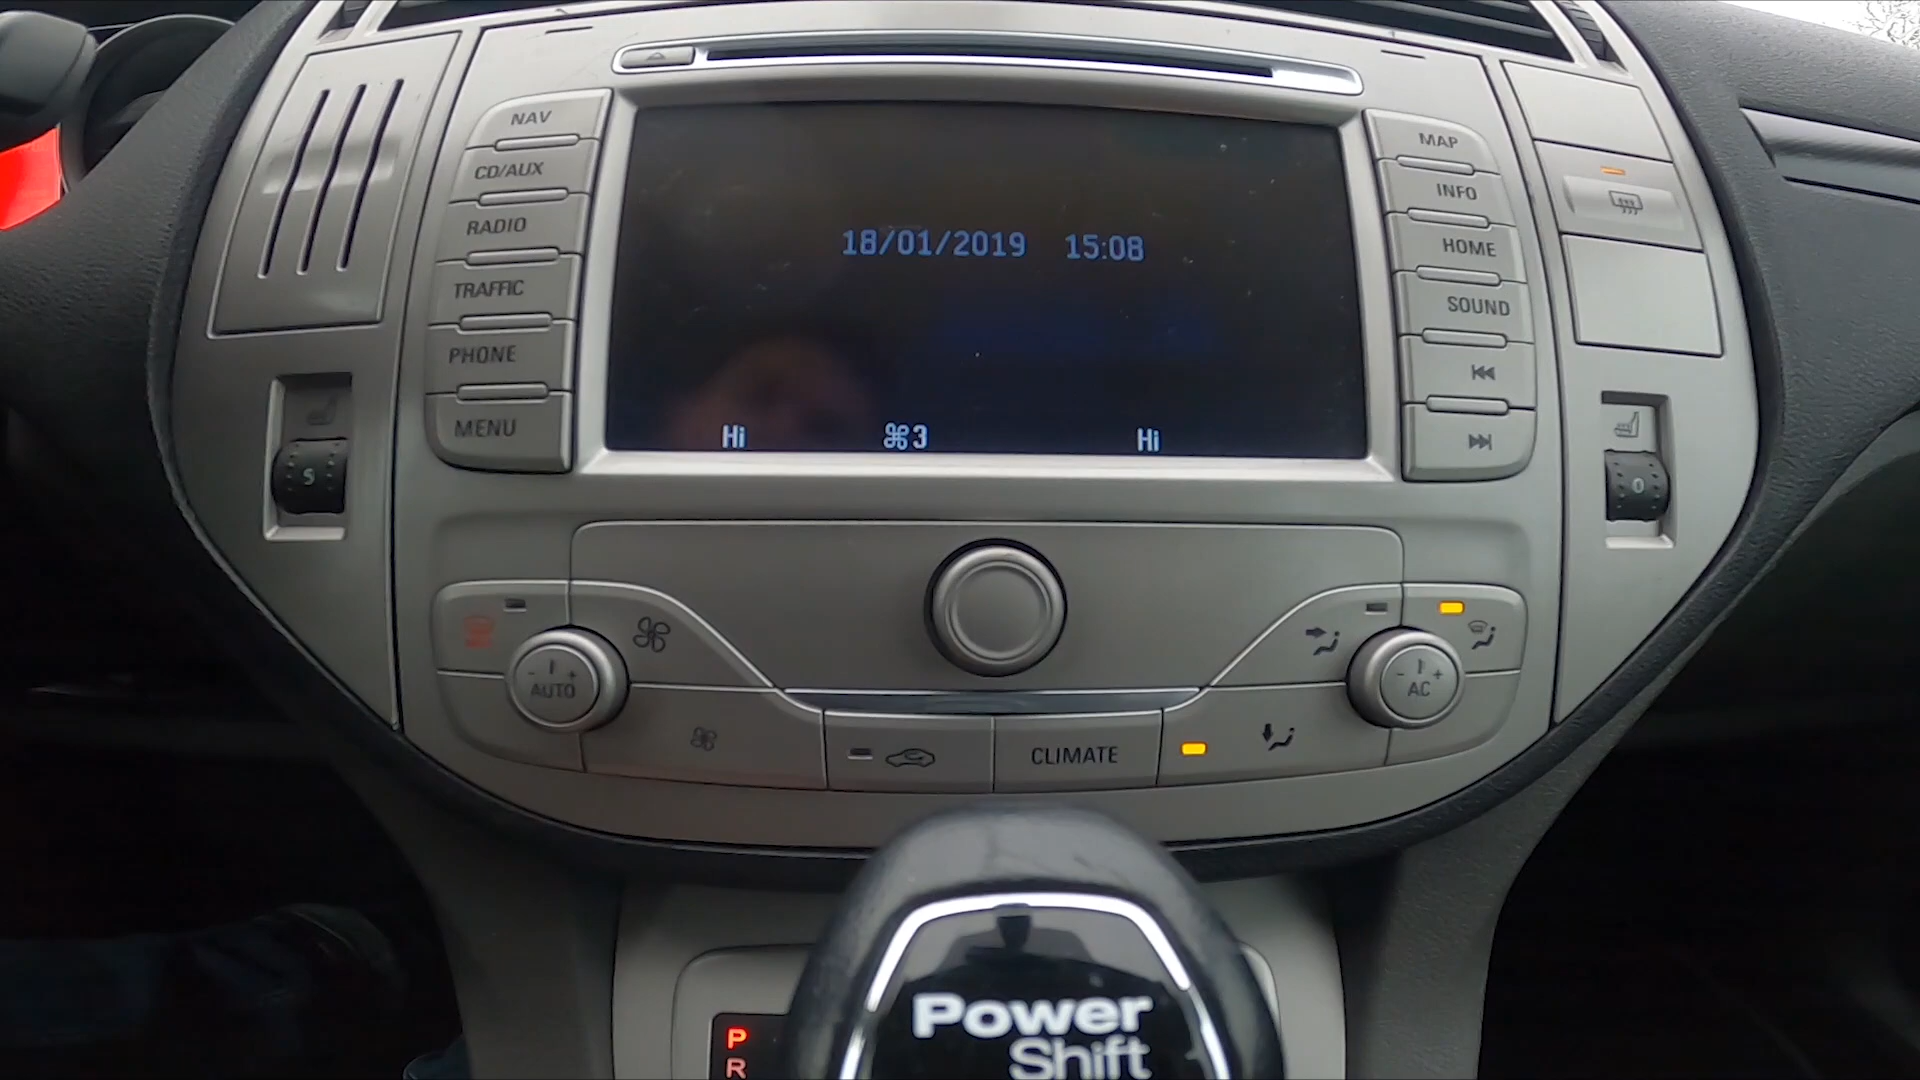 NAV
CD/AUX
RADIO
TRAFFIC
PHONE
MENU
18/01/2019 15:08
Hi 3 Hi
MAP
INFO
HOME
SOUND
S
0
- +
AUTO
- +
AC
CLIMATE
Power
Shift
P
R